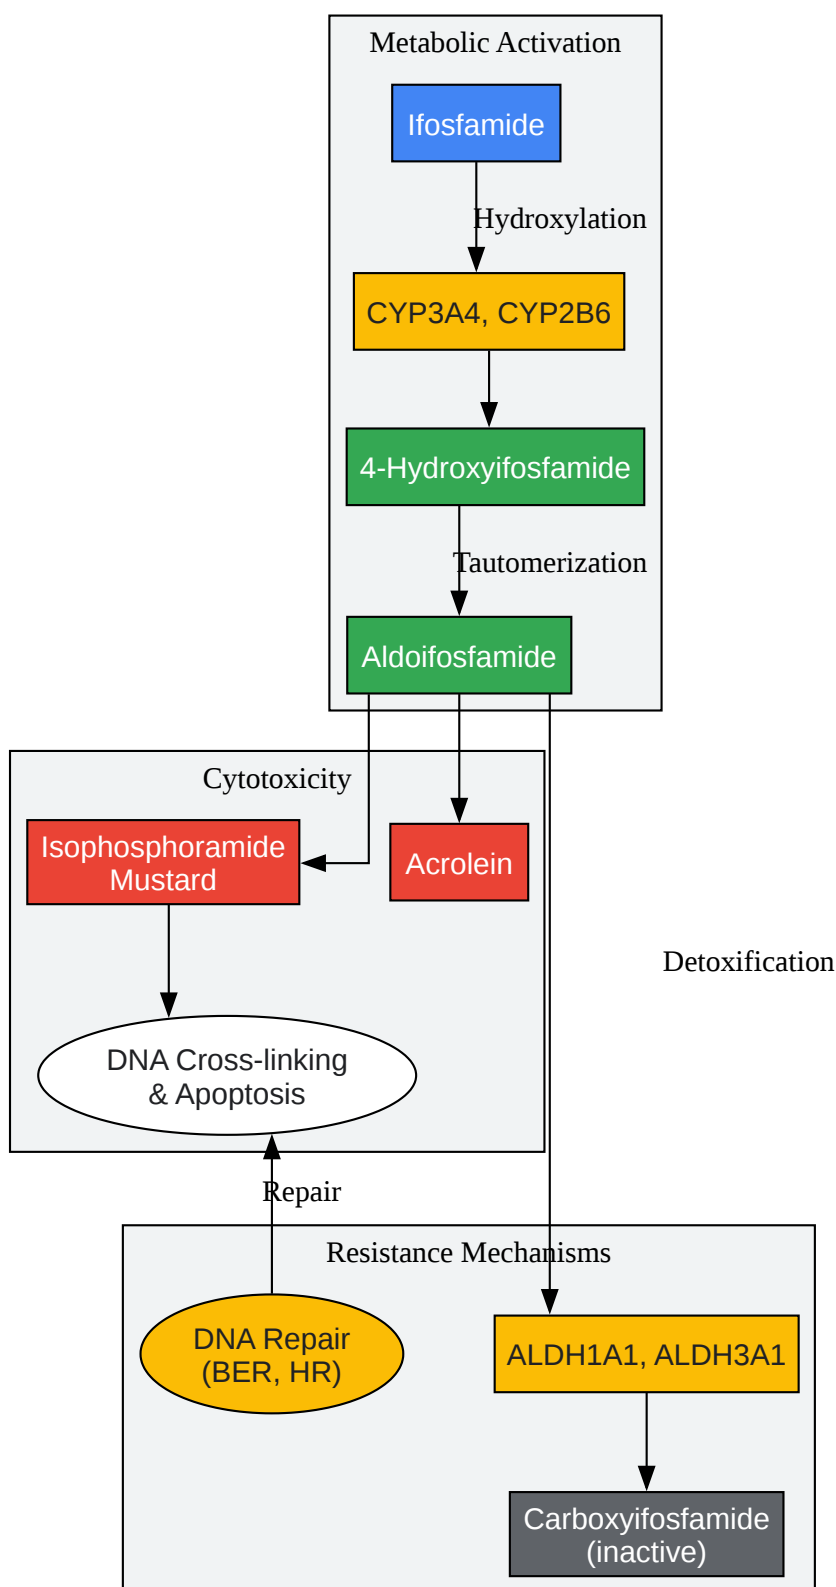 Metabolic Activation
Ifosfamide
Hydroxylation
CYP3A4, CYP2B6
4-Hydroxyifosfamide
Tautomerization
Aldoifosfamide
Cytotoxicity
Isophosphoramide
Mustard
Acrolein
Detoxification
DNA Cross-linking
& Apoptosis
Repair
Resistance Mechanisms
DNA Repair
(BER, HR)
ALDH1A1, ALDH3A1
Carboxyifosfamide
(inactive)